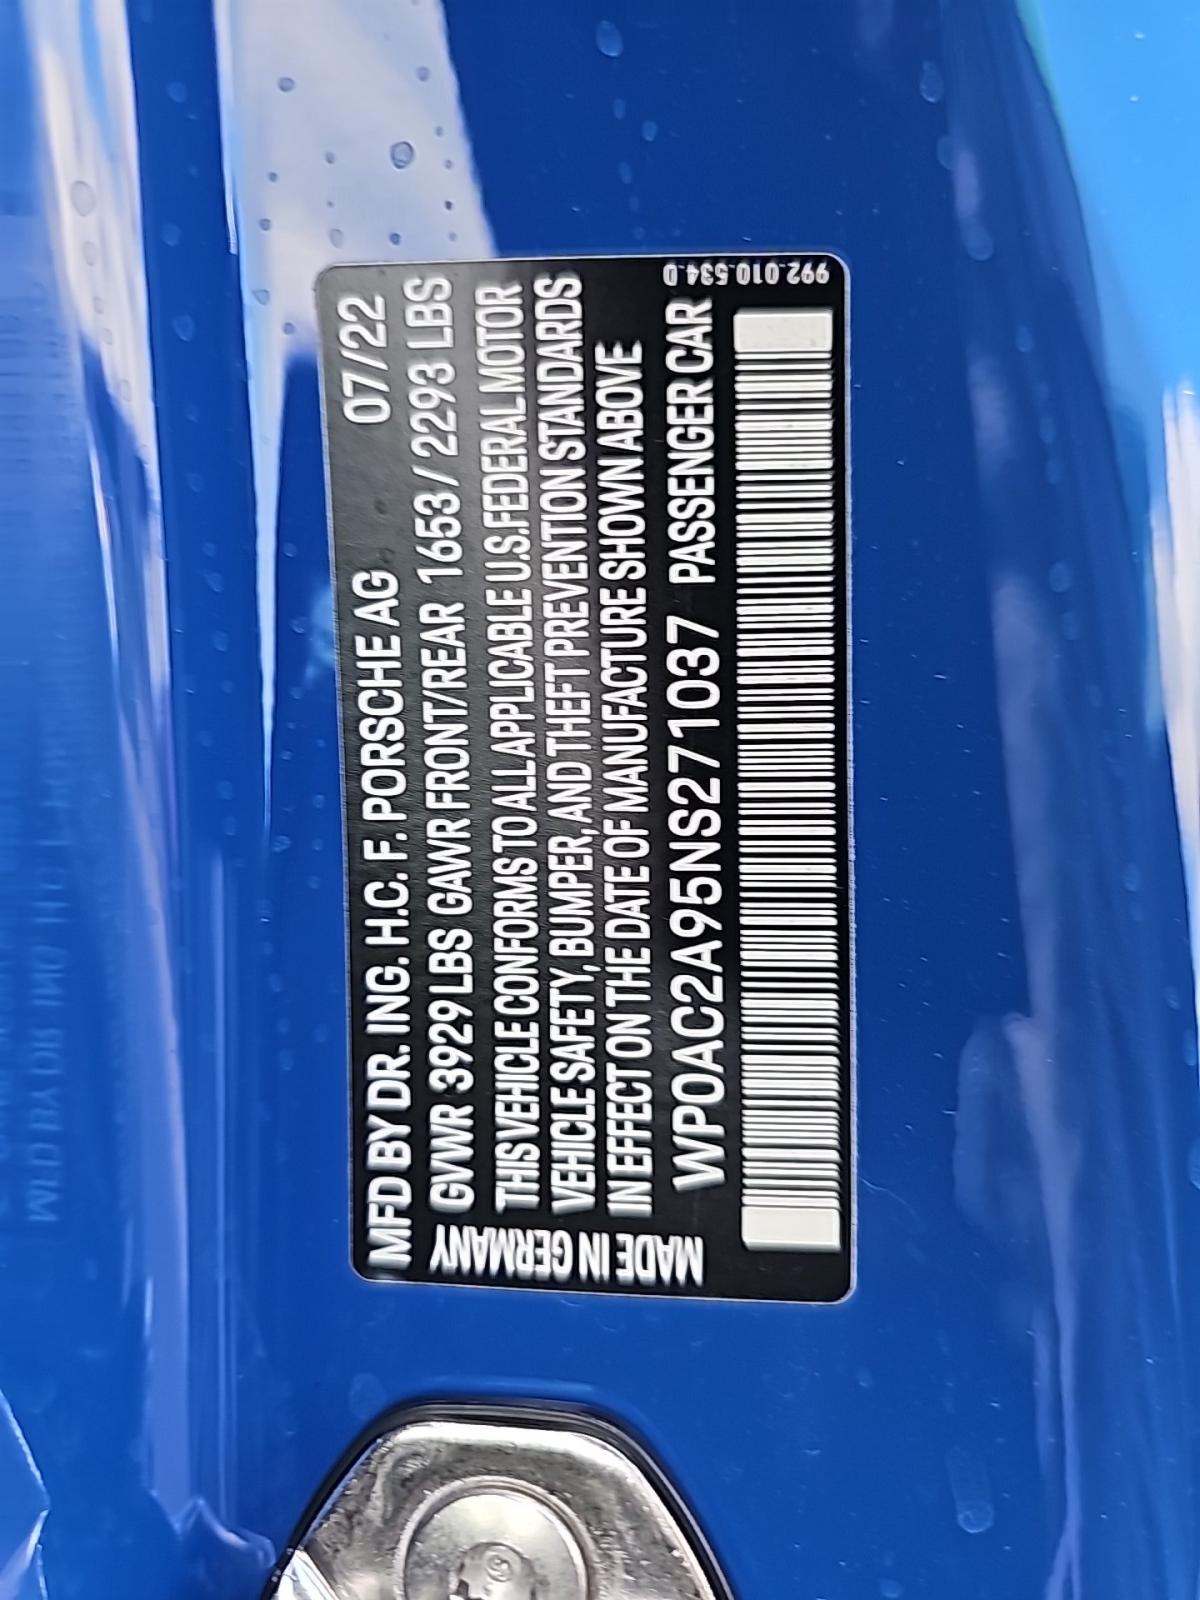 MFD BY DR. ING. H.C. F. PORSCHE AG 07/22
GVWR 3929 LBS GAWR FRONT/REAR 1653 / 2293 LBS
THIS VEHICLE CONFORMS TO ALL APPLICABLE U.S. FEDERAL MOTOR
VEHICLE SAFETY, BUMPER, AND THEFT PREVENTION STANDARDS
IN EFFECT ON THE DATE OF MANUFACTURE SHOWN ABOVE
WP0AC2A95NS271037 PASSENGER CAR
MADE IN GERMANY
992.010.534.D